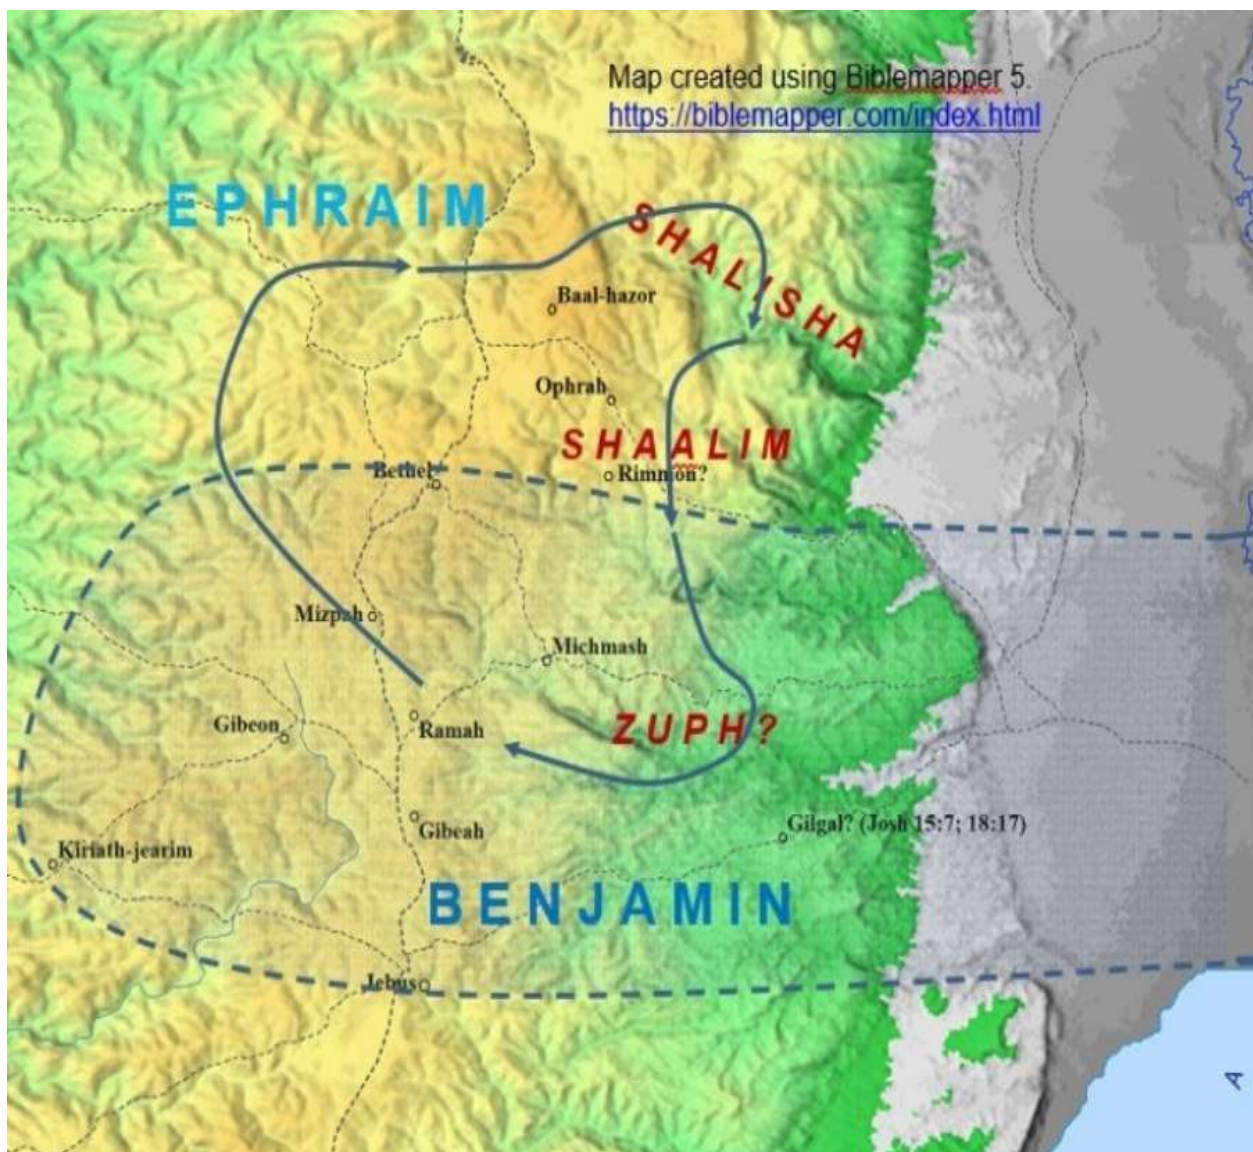 Map created using Biblemapper 5.
https://biblemapper.com/index.html
EPHRAIM
SHALISHA
Baal-hazor
Ophrah
SHAALIM
Bethel
Rimmon?
Mizpah
Michmash
Gibeon
Ramah
ZUPH?
Gibeah
Gilgal? (Josh 15:7; 18:17)
Kiriath-jearim
BENJAMIN
Jebus
A